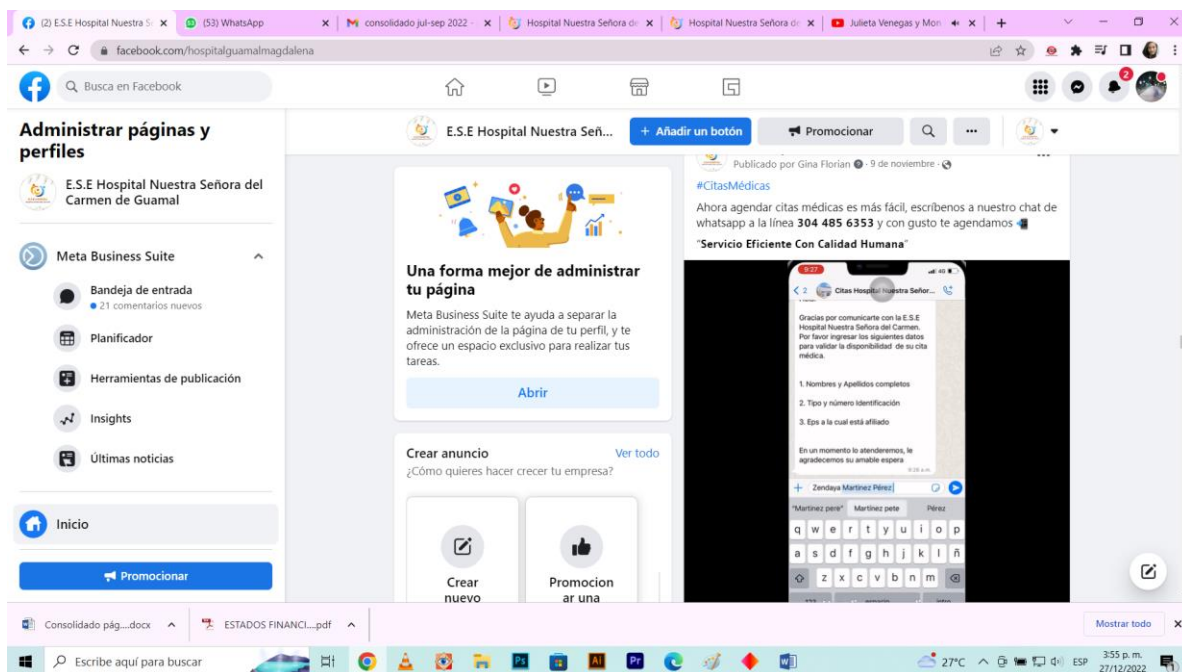 (2) E.S.E Hospital Nuestra S
(53) WhatsApp
consolidado jul-sep 2022 -
Hospital Nuestra Señora de
Hospital Nuestra Señora de
Julieta Venegas y Mon
facebook.com/hospitalguamalmagdalena
Busca en Facebook
2
Administrar páginas y
perfiles
E.S.E Hospital Nuestra Señora del
Carmen de Guamal
Meta Business Suite
Bandeja de entrada
21 comentarios nuevos
Planificador
Herramientas de publicación
Insights
Últimas noticias
Inicio
Promocionar
E.S.E Hospital Nuestra Señ...
+ Añadir un botón
Promocionar
Una forma mejor de administrar
tu página
Meta Business Suite te ayuda a separar la
administración de la página de tu perfil, y te
ofrece un espacio exclusivo para realizar tus
tareas.
Abrir
Crear anuncio
Ver todo
¿Cómo quieres hacer crecer tu empresa?
Crear
nuevo
Promocion
ar una
Publicado por Gina Florian · 9 de noviembre ·
#CitasMédicas
Ahora agendar citas médicas es más fácil, escríbenos a nuestro chat de
whatsapp a la línea 304 485 6353 y con gusto te agendamos
"Servicio Eficiente Con Calidad Humana"
9:27
4G
2
Citas Hospital Nuestra Señor...
Gracias por comunicarte con la E.S.E
Hospital Nuestra Señora del Carmen.
Por favor ingresar los siguientes datos
para validar la disponibilidad de su cita
médica.
1. Nombres y Apellidos completos
2. Tipo y número Identificación
3. Eps a la cual está afiliado
En un momento lo atenderemos, le
agradecemos su amable espera
9:26 a.m.
Zendaya Martinez Pérez
"Martinez pere" Martinez pete Pérez
q w e r t y u i o p
a s d f g h j k l ñ
z x c v b n m
Consolidado pág....docx
ESTADOS FINANCI....pdf
Mostrar todo
Escribe aquí para buscar
Ps
Ai
Pr
27°C
ESP
3:55 p. m.
27/12/2022